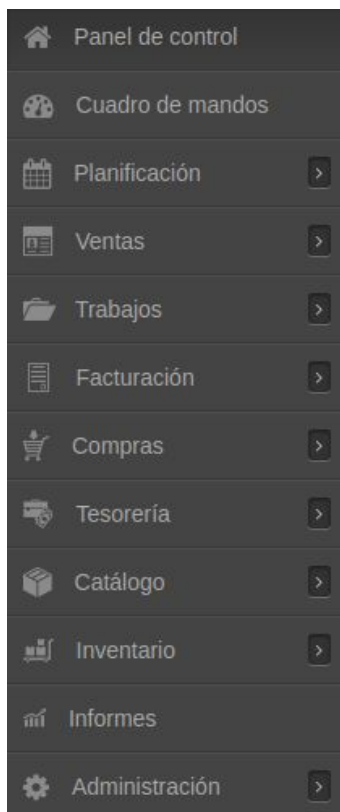 Panel de control
Cuadro de mandos
Planificación
Ventas
Trabajos
Facturación
Compras
Tesorería
Catálogo
Inventario
Informes
Administración